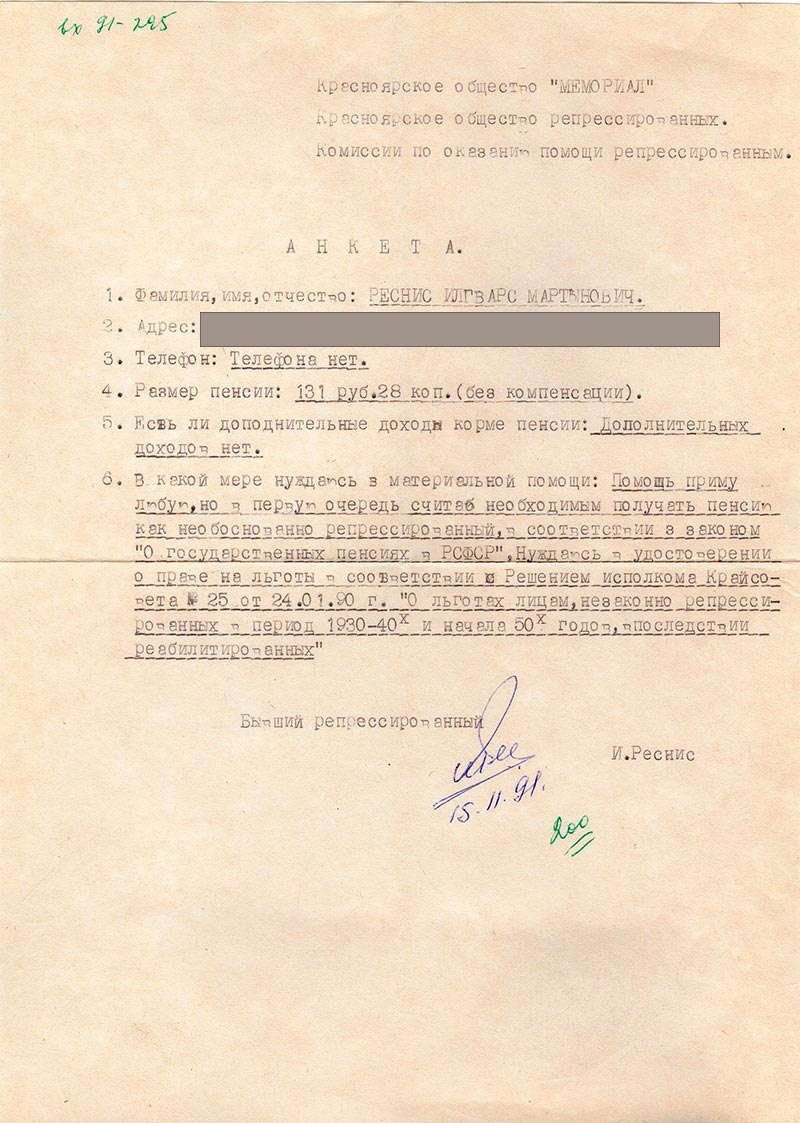 вх 91-295
Красноярское общество "МЕМОРИАЛ"
Красноярское общество репрессированных.
Комиссии по оказании помощи репрессированным.
А Н К Е Т А.
1. Фамилия,имя,отчество: РЕСНИС ИЛГВАРС МАРТЫНОВИЧ.
2. Адрес:
3. Телефон: Телефона нет.
4. Размер пенсии: 131 руб.28 коп.(без компенсации).
5. Есть ли доподнительные доходы корме пенсии: Дополнительных
доходов нет.
6. В какой мере нуждаюсь в материальной помощи: Помощь приму
любую,но в первую очередь считаб необходимым получать пенсию
как необоснованно репрессированный,в соответствии з законом
"О государственных пенсиях в РСФСР",Нуждаюсь в удостоверении
о праве на льготы в соответствии с Решением исполкома Крайсо-
вета № 25 от 24.01.90 г. "О льготах лицам,незаконно репресси-
рованных в период 1930-40х и начала 50х годов,впоследствии
реабилитированных"
Бывший репрессированный
И.Реснис
15.11.91.
200